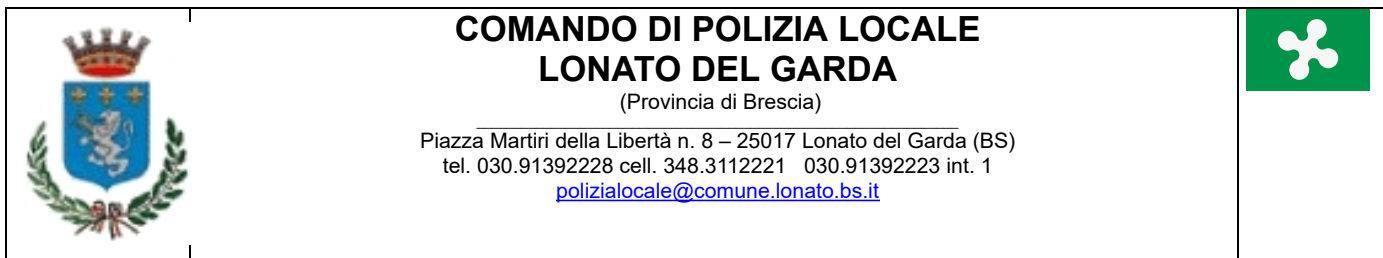 COMANDO DI POLIZIA LOCALE
LONATO DEL GARDA
(Provincia di Brescia)
Piazza Martiri della Libertà n. 8 – 25017 Lonato del Garda (BS)
tel. 030.91392228 cell. 348.3112221 030.91392223 int. 1
polizialocale@comune.lonato.bs.it